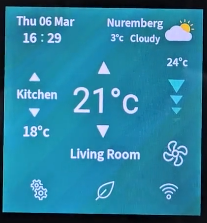 Thu 06 Mar
16 : 29
Nuremberg
3°c Cloudy
24°c
Kitchen
18°c
21°c
Living Room